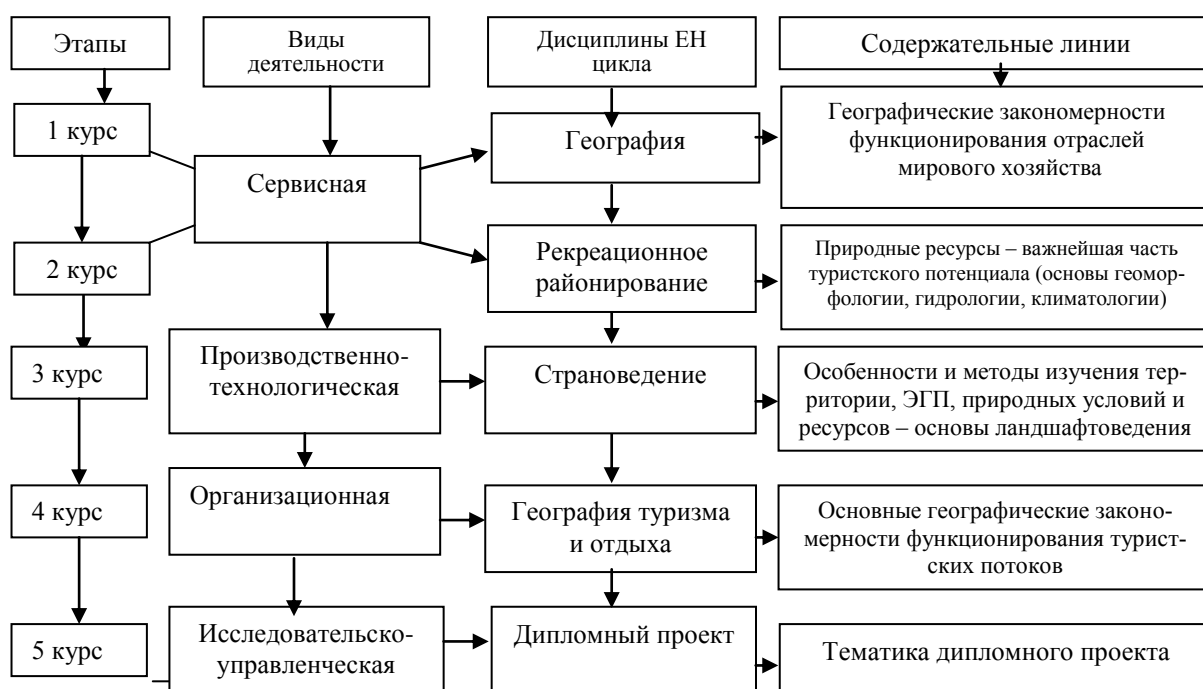 Этапы
Виды
деятельности
Дисциплины ЕН
цикла
Содержательные линии
1 курс
Сервисная
География
Географические закономерности
функционирования отраслей
мирового хозяйства
2 курс
Рекреационное
районирование
Природные ресурсы – важнейшая часть
туристского потенциала (основы геомор-
фологии, гидрологии, климатологии)
3 курс
Производственно-
технологическая
Страноведение
Особенности и методы изучения тер-
ритории, ЭГП, природных условий и
ресурсов – основы ландшафтоведения
4 курс
Организационная
География туризма
и отдыха
Основные географические законо-
мерности функционирования турист-
ских потоков
5 курс
Исследовательско-
управленческая
Дипломный проект
Тематика дипломного проекта